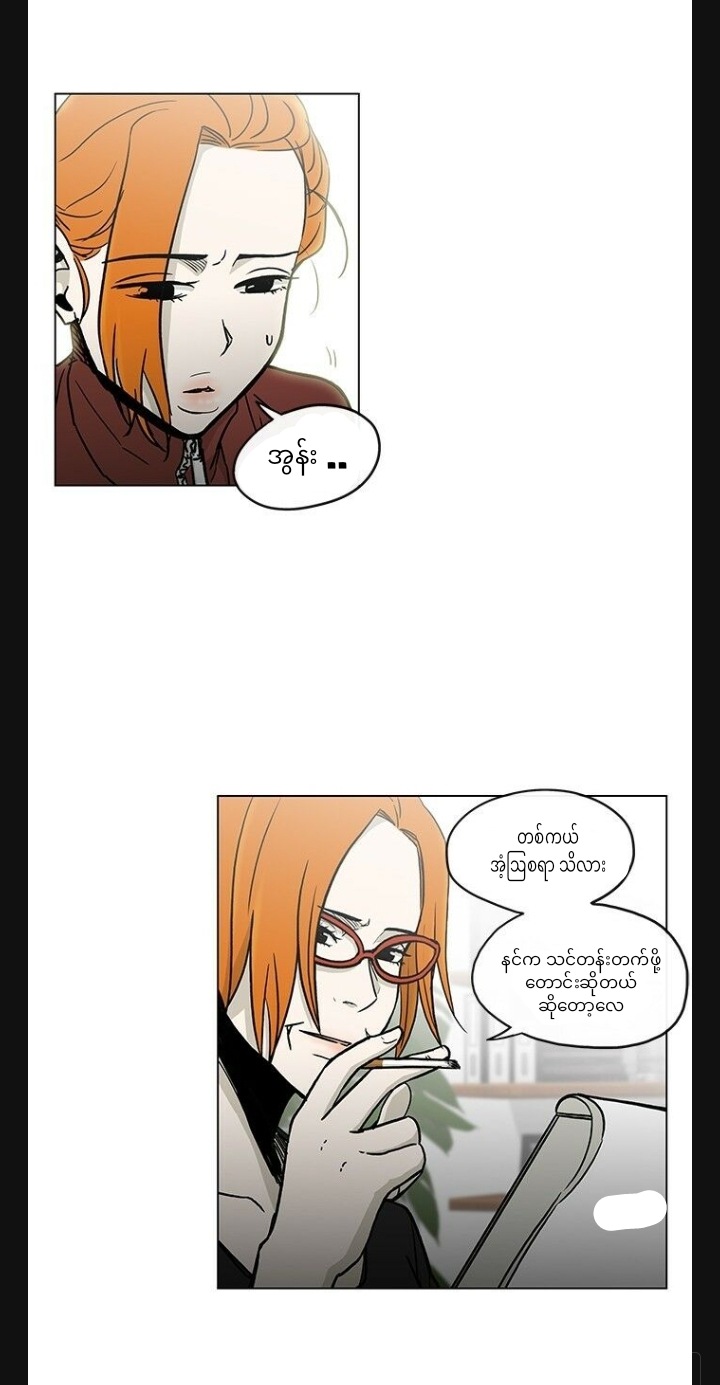 အွန်း ..
တစ်ကယ်
အံ့ဩစရာ သိလား
နင်က သင်တန်းတက်ဖို့
တောင်းဆိုတယ်
ဆိုတော့လေ